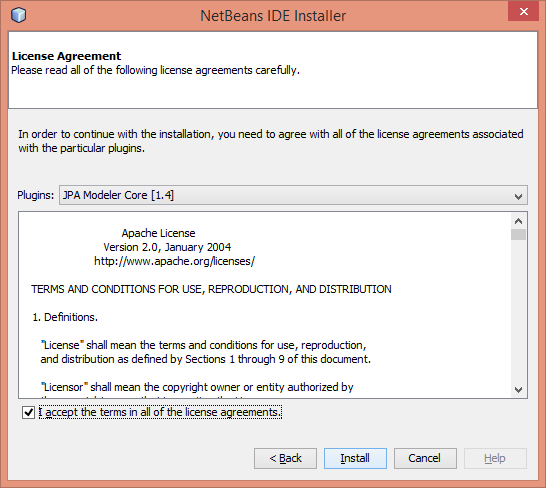 NetBeans IDE Installer
License Agreement
Please read all of the following license agreements carefully.
In order to continue with the installation, you need to agree with all of the license agreements associated
with the particular plugins.
Plugins: JPA Modeler Core [1.4]
Apache License
Version 2.0, January 2004
http://www.apache.org/licenses/
TERMS AND CONDITIONS FOR USE, REPRODUCTION, AND DISTRIBUTION
1. Definitions.
"License" shall mean the terms and conditions for use, reproduction,
and distribution as defined by Sections 1 through 9 of this document.
"Licensor" shall mean the copyright owner or entity authorized by
I accept the terms in all of the license agreements.
< Back Install Cancel Help